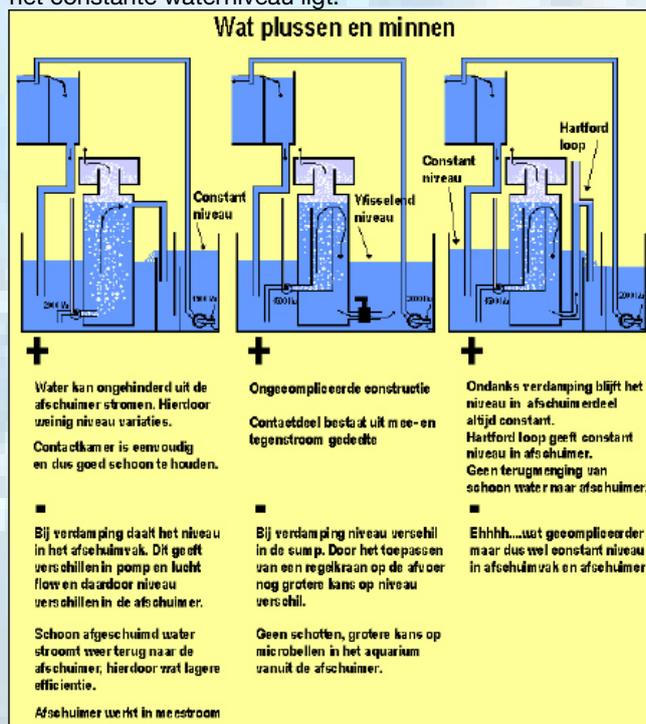 het constante waterniveau ligt.
Wat plussen en minnen
Hartford
loop
Constant
niveau
Constant
niveau
Wisselend
niveau
+
+
+
Water kan ongehinderd uit de
afschuimer stromen. Hierdoor
weinig niveau variaties.
Contactkamer is eenvoudig
en dus goed schoon te houden.
Ongecompliceerde constructie
Contactdeel bestaat uit mee- en
tegenstroom gedeelte
Ondanks verdamping blijft het
niveau in afschuimerdeel
altijd constant.
Hartford loop geeft constant
niveau in afschuimer.
Geen terugmenging van
schoon water naar afschuimer.
-
-
-
Bij verdamping daalt het niveau
in het afschuimvak. Dit geeft
verschillen in pomp en lucht
flow en daardoor niveau
verschillen in de afschuimer.
Schoon afgeschuimd water
stroomt weer terug naar de
afschuimer, hierdoor wat lagere
efficientie.
Afschuimer werkt in meestroom
Bij verdamping niveau verschil
in de sump. Door het toepassen
van een regelkraan op de afvoer
nog grotere kans op niveau
verschil.
Geen schotten, grotere kans op
microbellen in het aquarium
vanuit de afschuimer.
Ehhhh....wat gecompliceerder
maar dus wel constant niveau
in afschuimvak en afschuimer